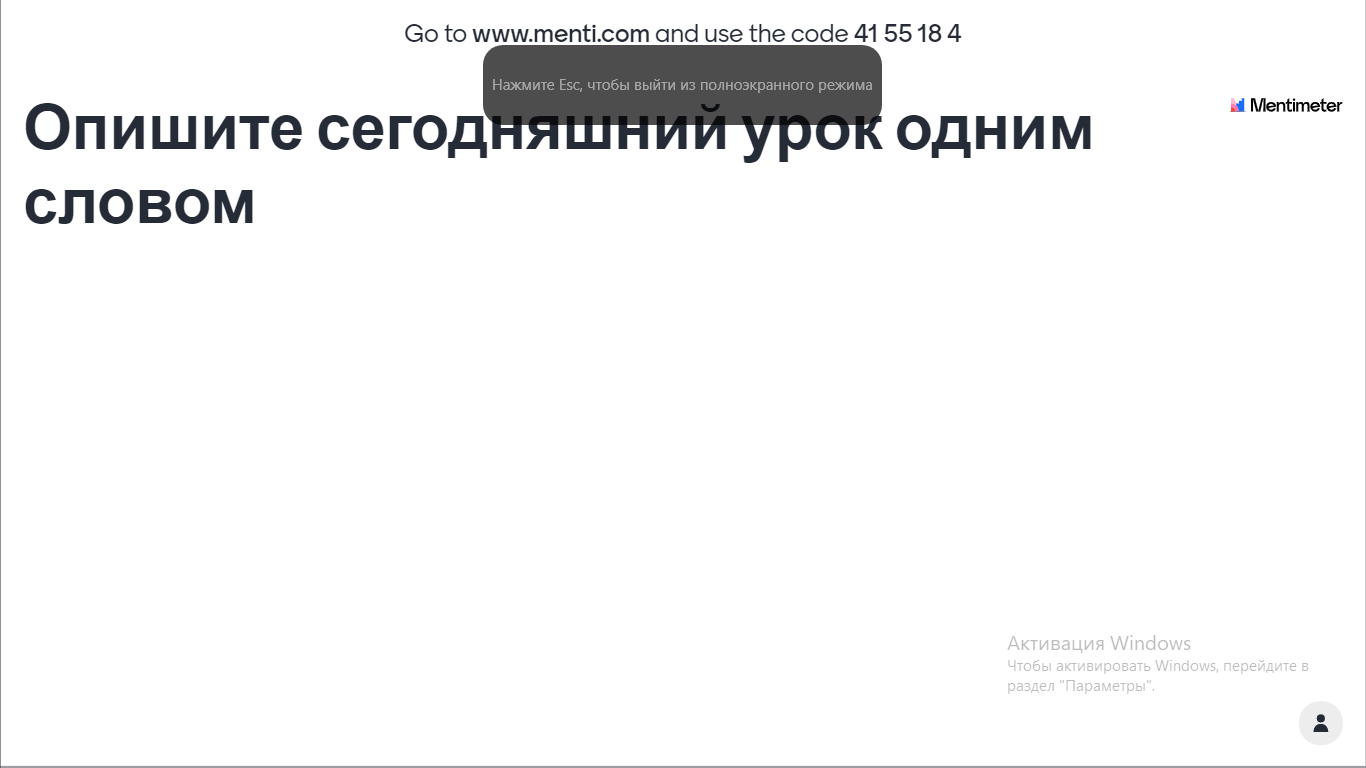 Go to www.menti.com and use the code 41 55 18 4
Нажмите Esc, чтобы выйти из полноэкранного режима
Mentimeter
Опишите сегодняшний урок одним
словом
Активация Windows
Чтобы активировать Windows, перейдите в
раздел "Параметры".